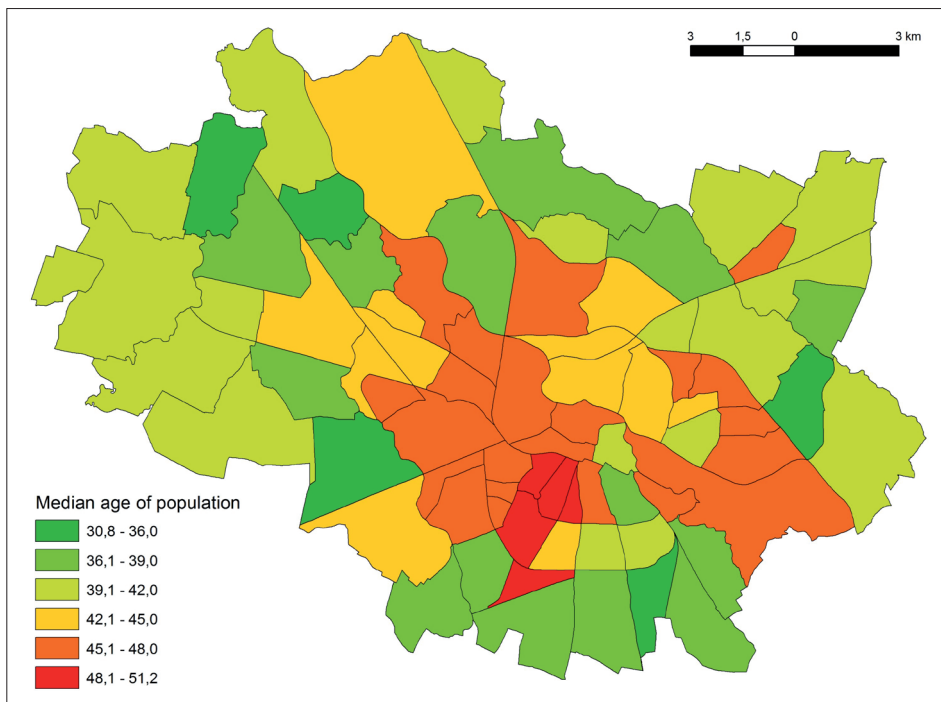 3 1,5 0 3 km
Median age of population
30,8 - 36,0
36,1 - 39,0
39,1 - 42,0
42,1 - 45,0
45,1 - 48,0
48,1 - 51,2